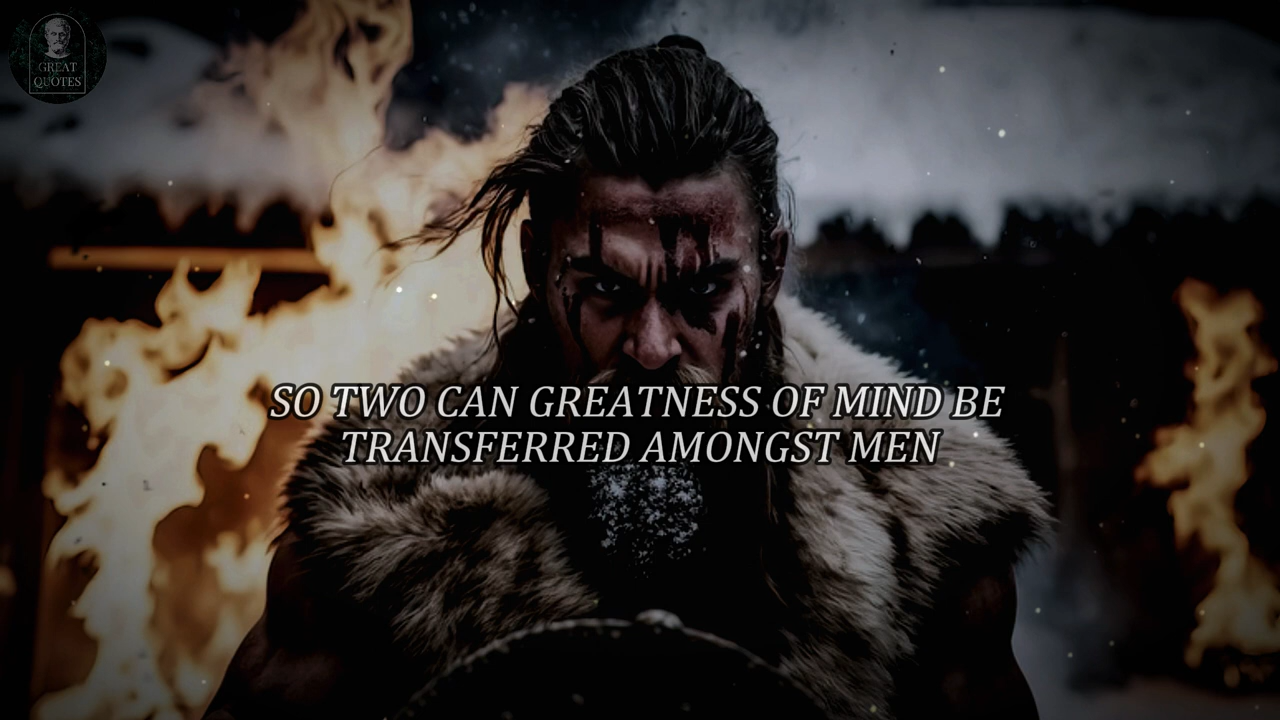 GREAT
QUOTES
SO TWO CAN GREATNESS OF MIND BE
TRANSFERRED AMONGST MEN